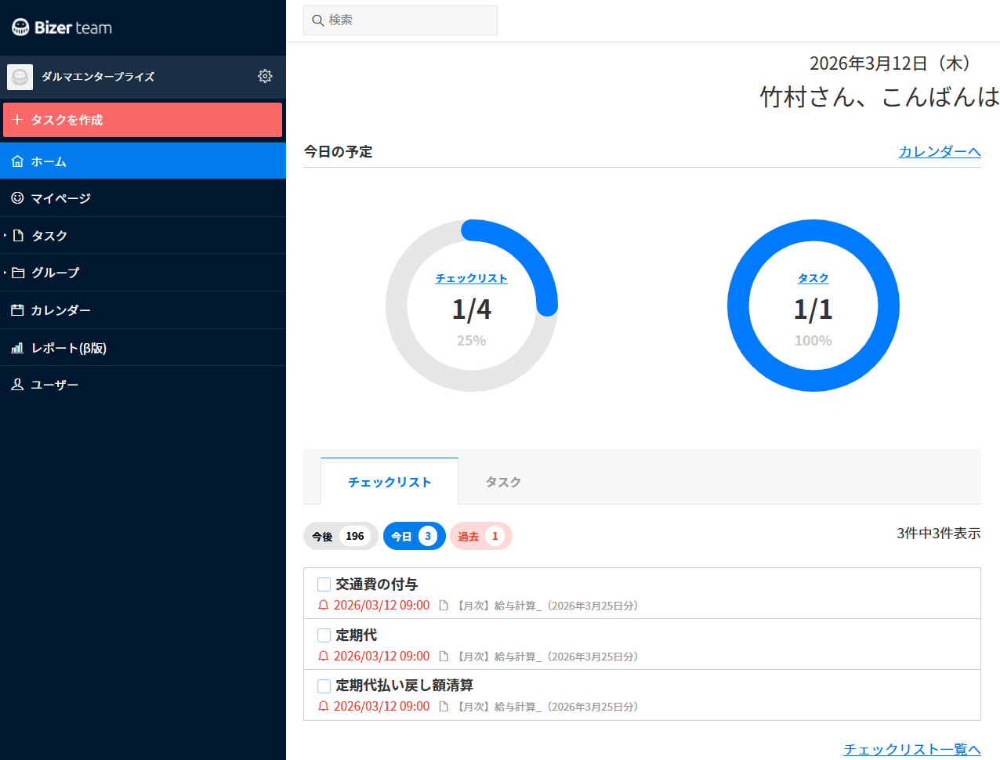 Bizer team
検索
ダルマエンタープライズ
タスクを作成
ホーム
マイページ
タスク
グループ
カレンダー
レポート(β版)
ユーザー
2026年3月12日（木）
竹村さん、こんばんは
今日の予定
カレンダーへ
チェックリスト
1/4
25%
タスク
1/1
100%
チェックリスト
タスク
今後 196
今日 3
過去 1
3件中3件表示
交通費の付与
2026/03/12 09:00 【月次】給与計算_（2026年3月25日分）
定期代
2026/03/12 09:00 【月次】給与計算_（2026年3月25日分）
定期代払い戻し額清算
2026/03/12 09:00 【月次】給与計算_（2026年3月25日分）
チェックリスト一覧へ